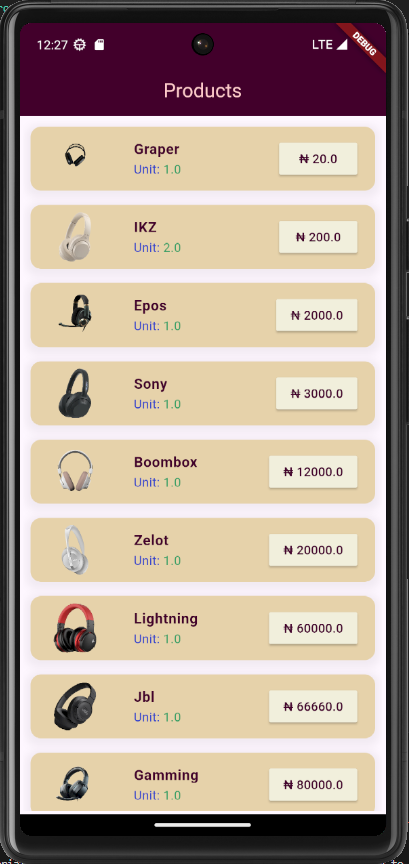 12:27 LTE
DEBUG
Products
Graper
Unit: 1.0
₦ 20.0
IKZ
Unit: 2.0
₦ 200.0
Epos
Unit: 1.0
₦ 2000.0
Sony
Unit: 1.0
₦ 3000.0
Boombox
Unit: 1.0
₦ 12000.0
Zelot
Unit: 1.0
₦ 20000.0
Lightning
Unit: 1.0
₦ 60000.0
Jbl
Unit: 1.0
₦ 66660.0
Gamming
Unit: 1.0
₦ 80000.0